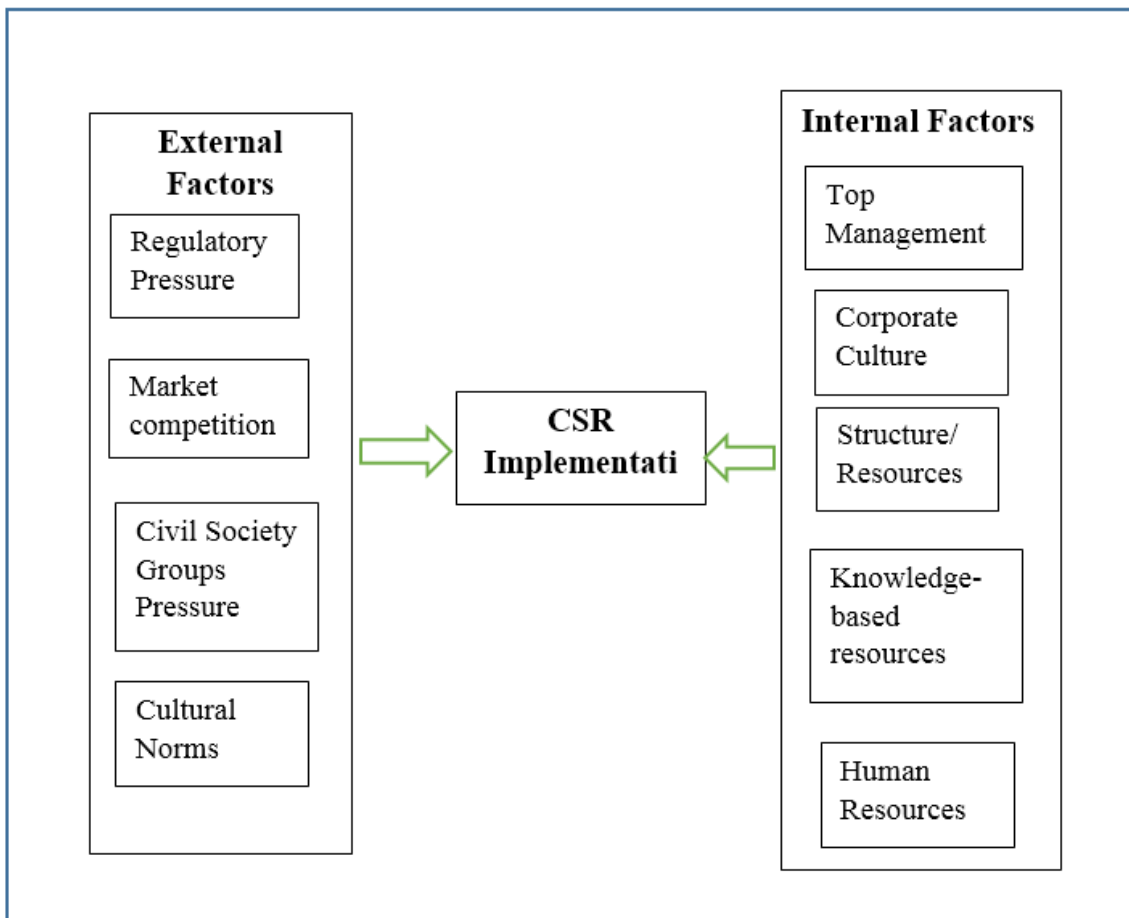 External
Factors
Regulatory
Pressure
Market
competition
Civil Society
Groups
Pressure
Cultural
Norms
CSR
Implementati
Internal Factors
Top
Management
Corporate
Culture
Structure/
Resources
Knowledge-
based
resources
Human
Resources